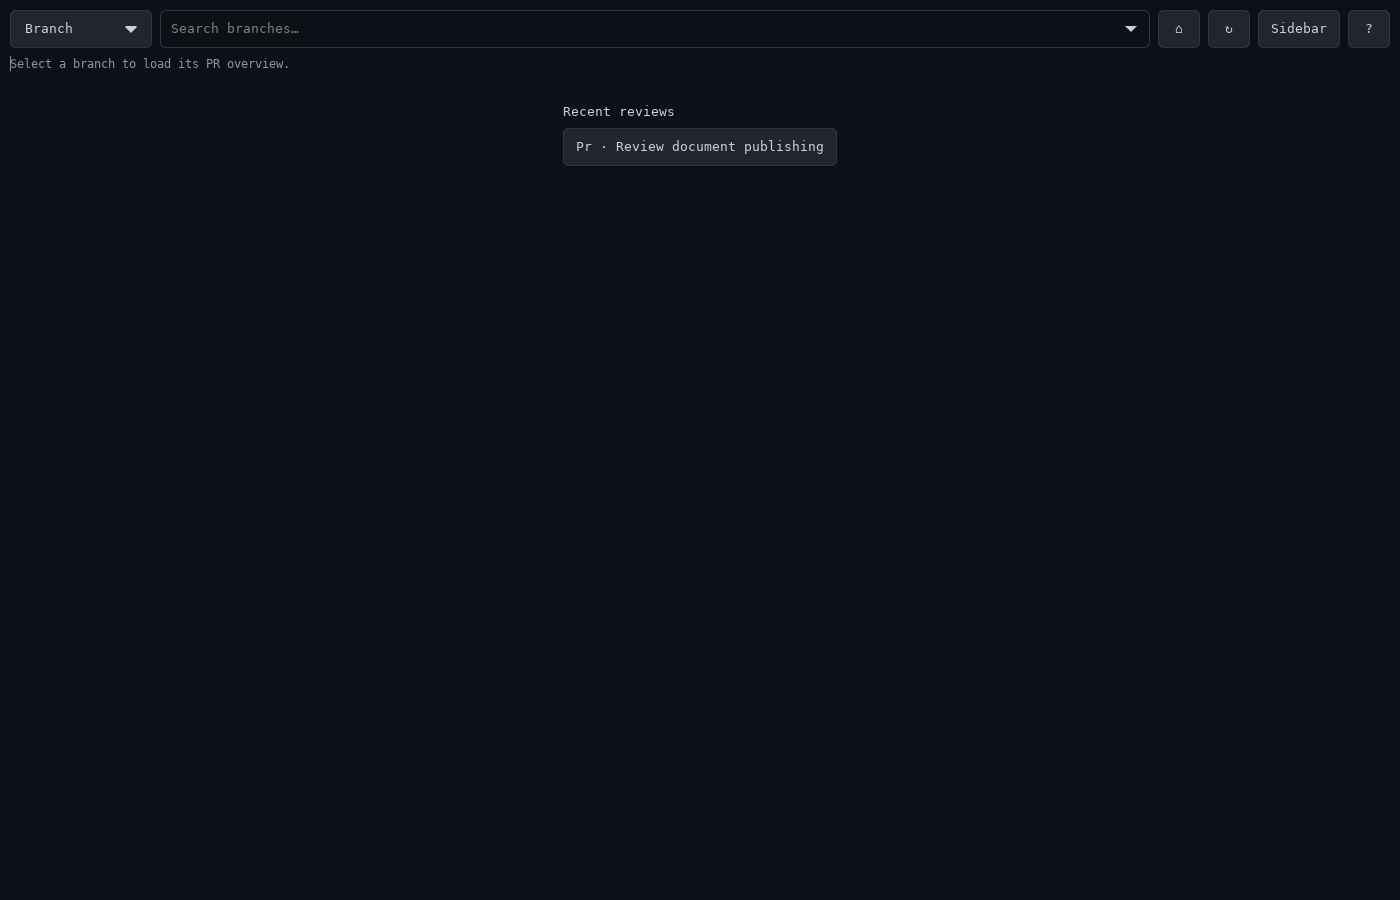 Branch
Search branches…
⌂
↻
Sidebar
?
Select a branch to load its PR overview.
Recent reviews
Pr · Review document publishing